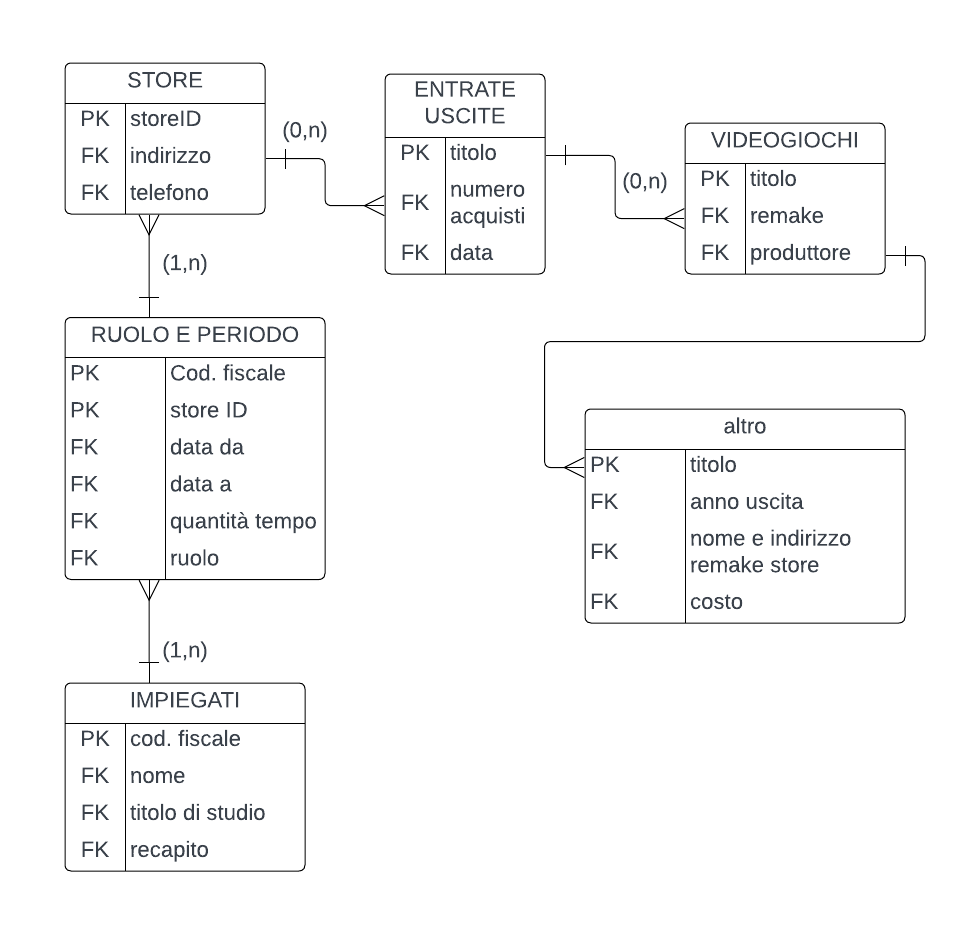 STORE
PK storeID
FK indirizzo
FK telefono
(0,n)
ENTRATE
USCITE
PK titolo
FK numero
acquisti
FK data
(0,n)
VIDEOGIOCHI
PK titolo
FK remake
FK produttore
(1,n)
RUOLO E PERIODO
PK Cod. fiscale
PK store ID
FK data da
FK data a
FK quantità tempo
FK ruolo
altro
PK titolo
FK anno uscita
FK nome e indirizzo
remake store
FK costo
(1,n)
IMPIEGATI
PK cod. fiscale
FK nome
FK titolo di studio
FK recapito